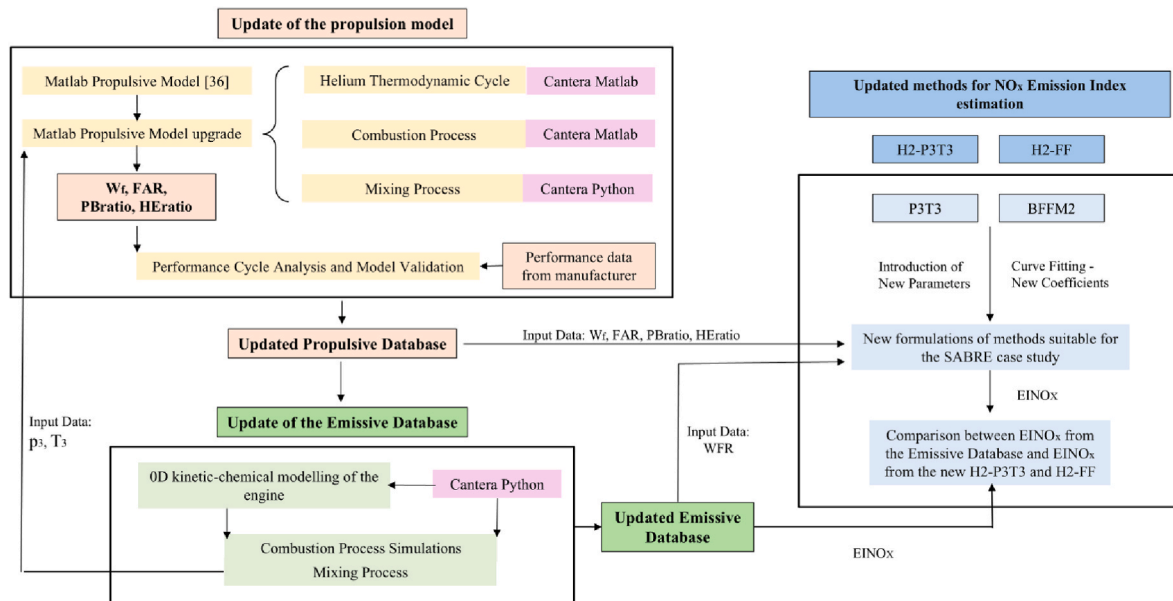 Update of the propulsion model
Matlab Propulsive Model [36]
Matlab Propulsive Model upgrade
Wf, FAR,
PBratio, HEratio
Helium Thermodynamic Cycle
Cantera Matlab
Combustion Process
Cantera Matlab
Mixing Process
Cantera Python
Performance Cycle Analysis and Model Validation
Performance data
from manufacturer
Updated Propulsive Database
Input Data: Wf, FAR, PBratio, HEratio
Update of the Emissive Database
Input Data:
p3, T3
0D kinetic-chemical modelling of the
engine
Cantera Python
Combustion Process Simulations
Mixing Process
Updated Emissive
Database
Input Data:
WFR
EINOx
Updated methods for NOx Emission Index
estimation
H2-P3T3
H2-FF
P3T3
BFFM2
Introduction of
New Parameters
Curve Fitting -
New Coefficients
New formulations of methods suitable for
the SABRE case study
EINOx
Comparison between EINOx from
the Emissive Database and EINOx
from the new H2-P3T3 and H2-FF